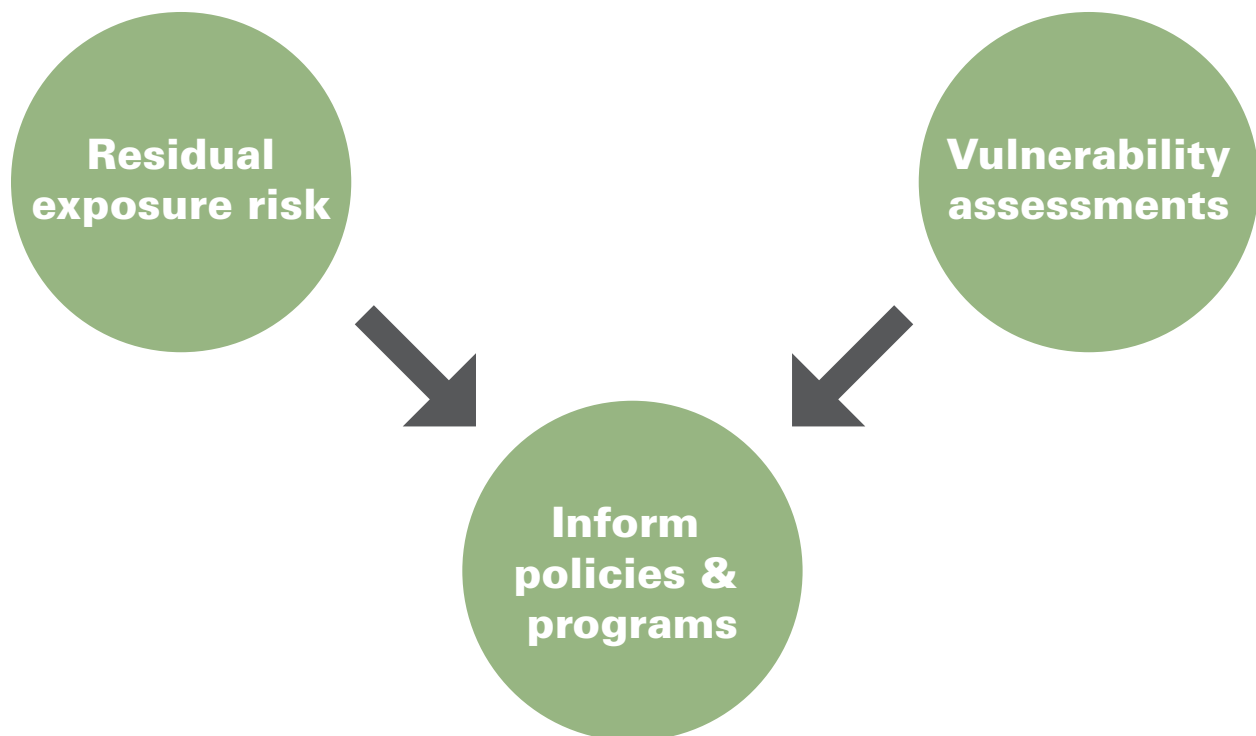 Residual
exposure risk
Vulnerability
assessments
Inform
policies &
programs